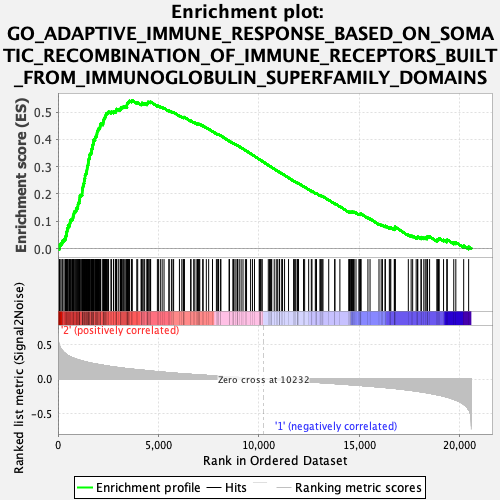 Enrichment plot:
GO_ADAPTIVE_IMMUNE_RESPONSE_BASED_ON_SOMA
TIC_RECOMBINATION_OF_IMMUNE_RECEPTORS_BUILT
_FROM_IMMUNOGLOBULIN_SUPERFAMILY_DOMAINS
Enrichment score (ES)
0.5
0.4
0.3
0.2
0.1
0.0
'2' (positively correlated)
Ranked list metric (Signal2Noise)
0.5
0.0
-0.5
Zero cross at 10232
'1' (negatively correlated)
0
5,000
10,000
15,000
20,000
Rank in Ordered Dataset
Enrichment profile
Hits
Ranking metric scores